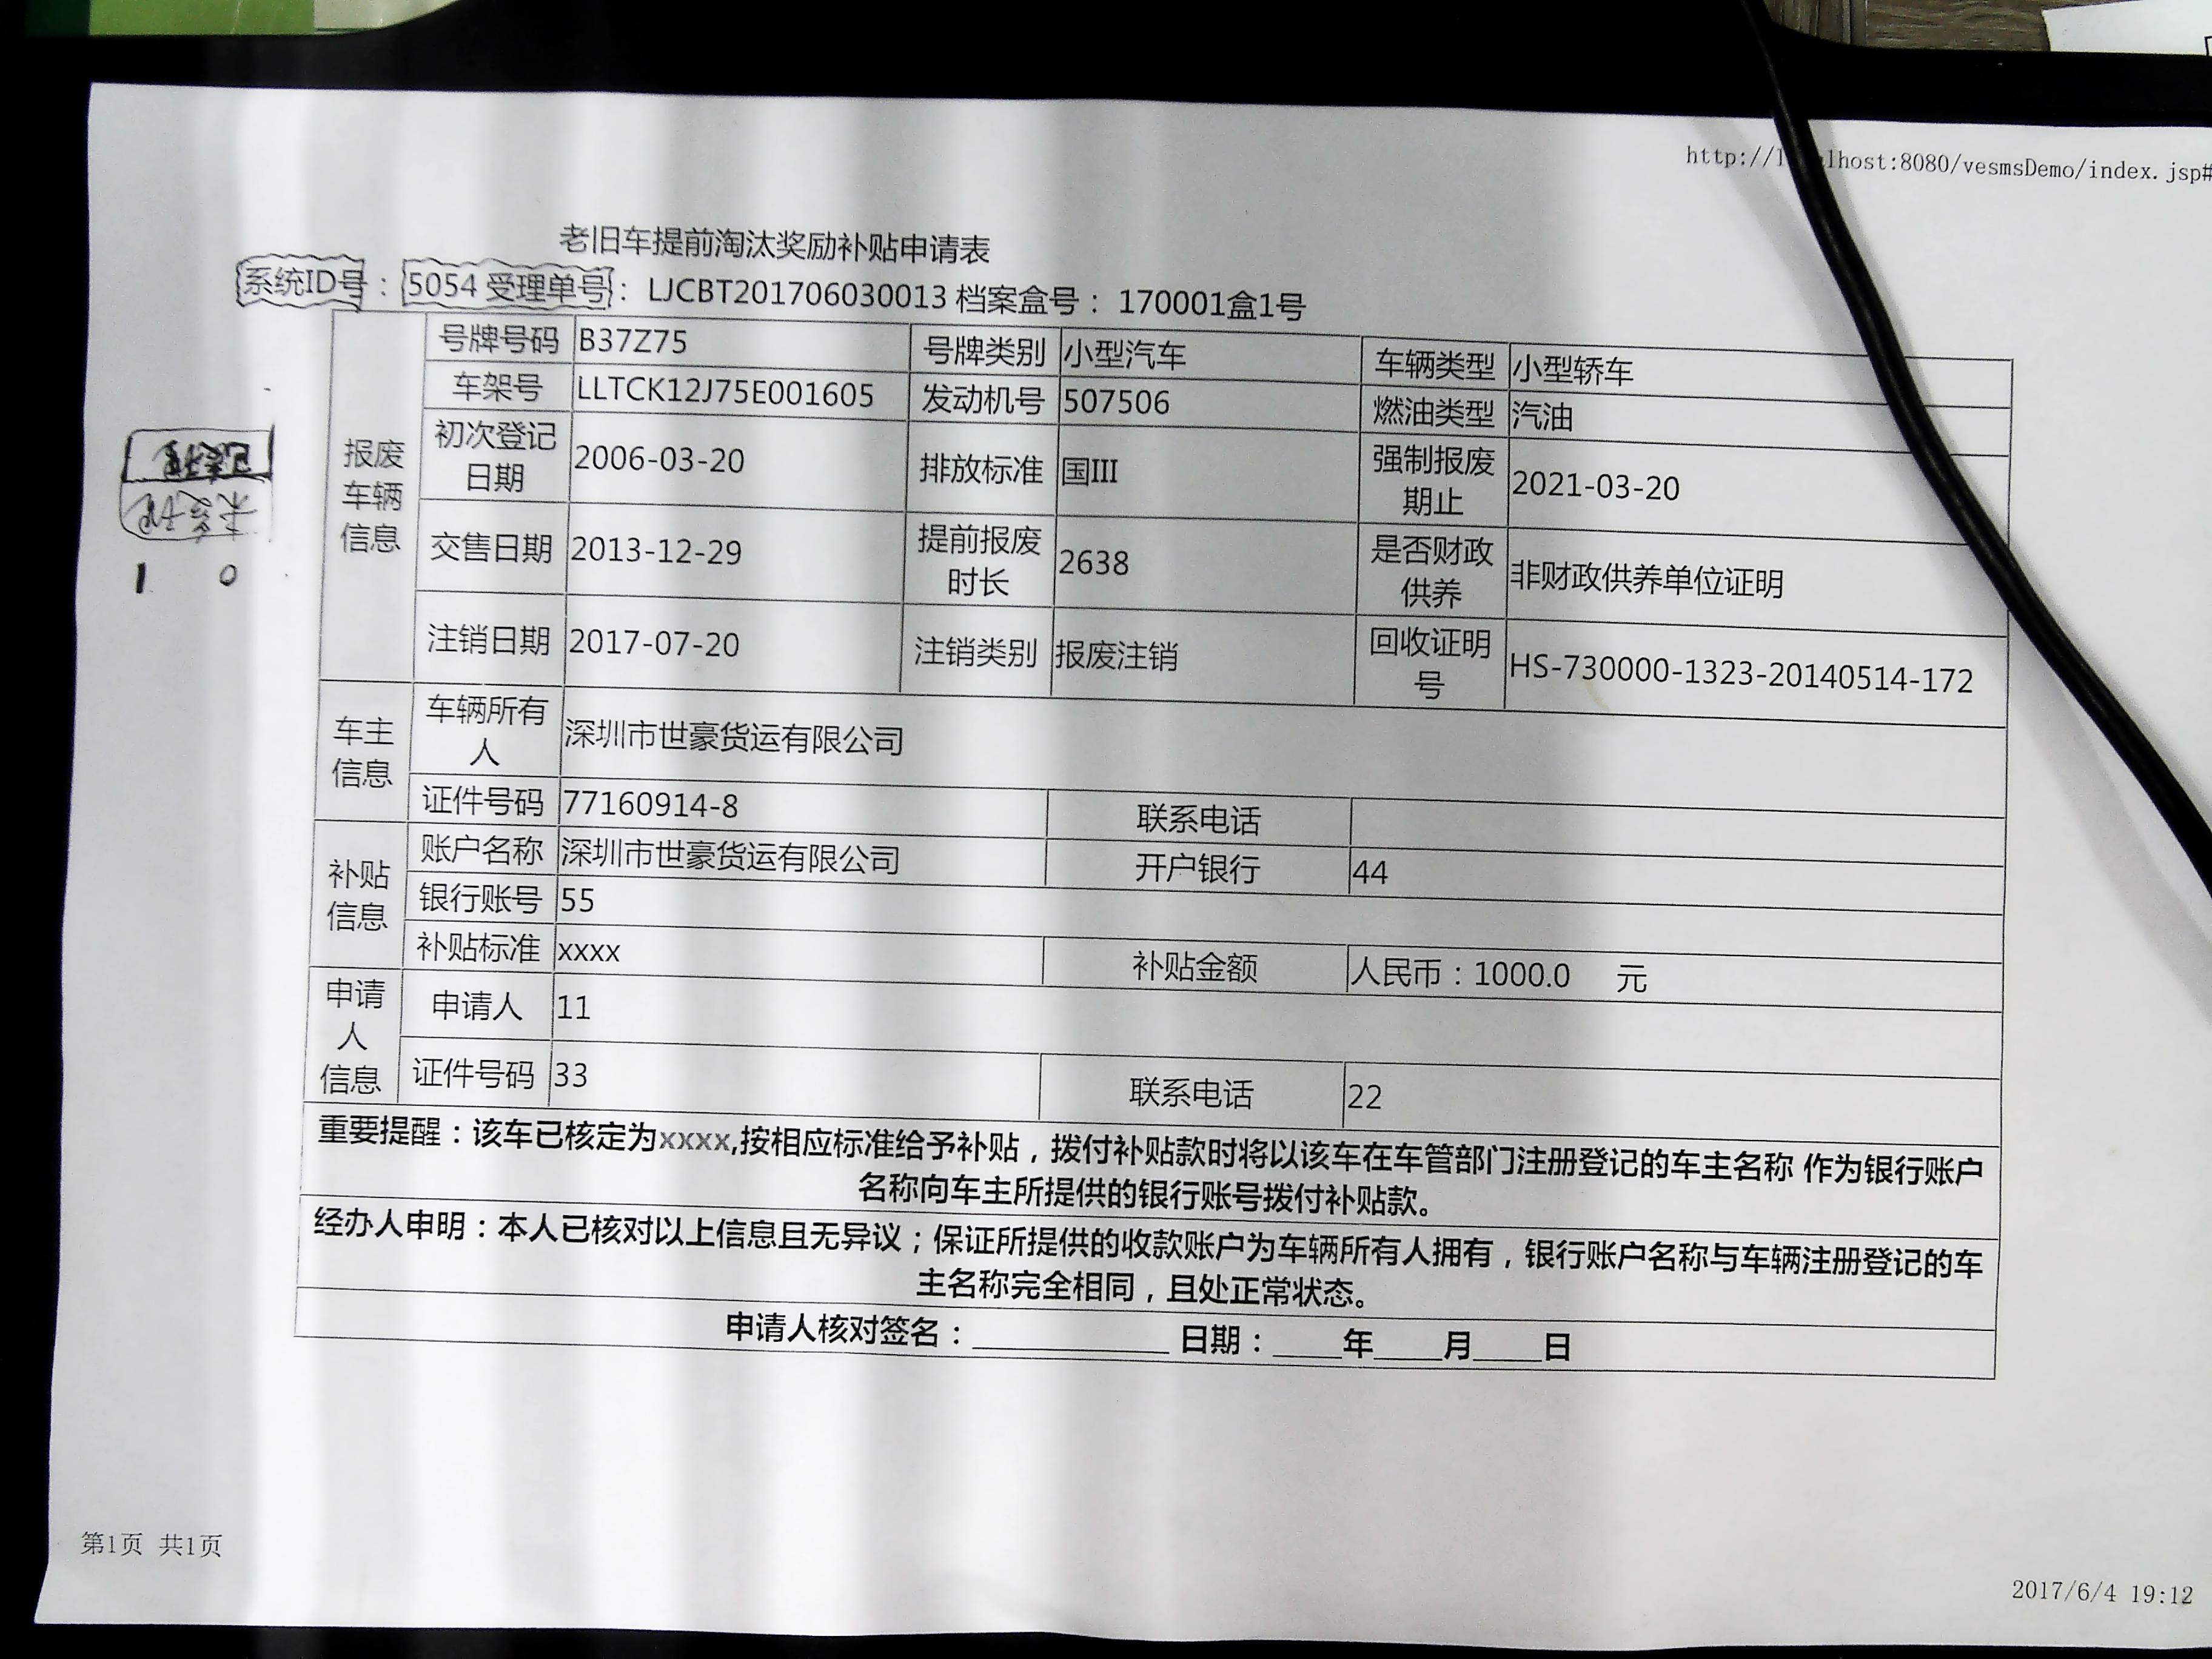 http://l lhost:8080/vesmsDemo/index.jsp#
老旧车提前淘汰奖励补贴申请表
系统ID号：5054 受理单号：LJCBT201706030013 档案盒号：170001盒1号
报废车辆信息
号牌号码 B37Z75 号牌类别 小型汽车 车辆类型 小型轿车
车架号 LLTCK12J75E001605 发动机号 507506 燃油类型 汽油
初次登记日期 2006-03-20 排放标准 国III 强制报废期止 2021-03-20
交售日期 2013-12-29 提前报废时长 2638 是否财政供养 非财政供养单位证明
注销日期 2017-07-20 注销类别 报废注销 回收证明号 HS-730000-1323-20140514-172
车主信息
车辆所有人 深圳市世豪货运有限公司
证件号码 77160914-8 联系电话
补贴信息
账户名称 深圳市世豪货运有限公司 开户银行 44
银行账号 55
补贴标准 xxxx 补贴金额 人民币：1000.0 元
申请人信息
申请人 11
证件号码 33 联系电话 22
重要提醒：该车已核定为xxxx,按相应标准给予补贴，拨付补贴款时将以该车在车管部门注册登记的车主名称 作为银行账户
名称向车主所提供的银行账号拨付补贴款。
经办人申明：本人已核对以上信息且无异议；保证所提供的收款账户为车辆所有人拥有，银行账户名称与车辆注册登记的车
主名称完全相同，且处正常状态。
申请人核对签名：__________ 日期：____年____月____日
1 0
第1页 共1页
2017/6/4 19:12